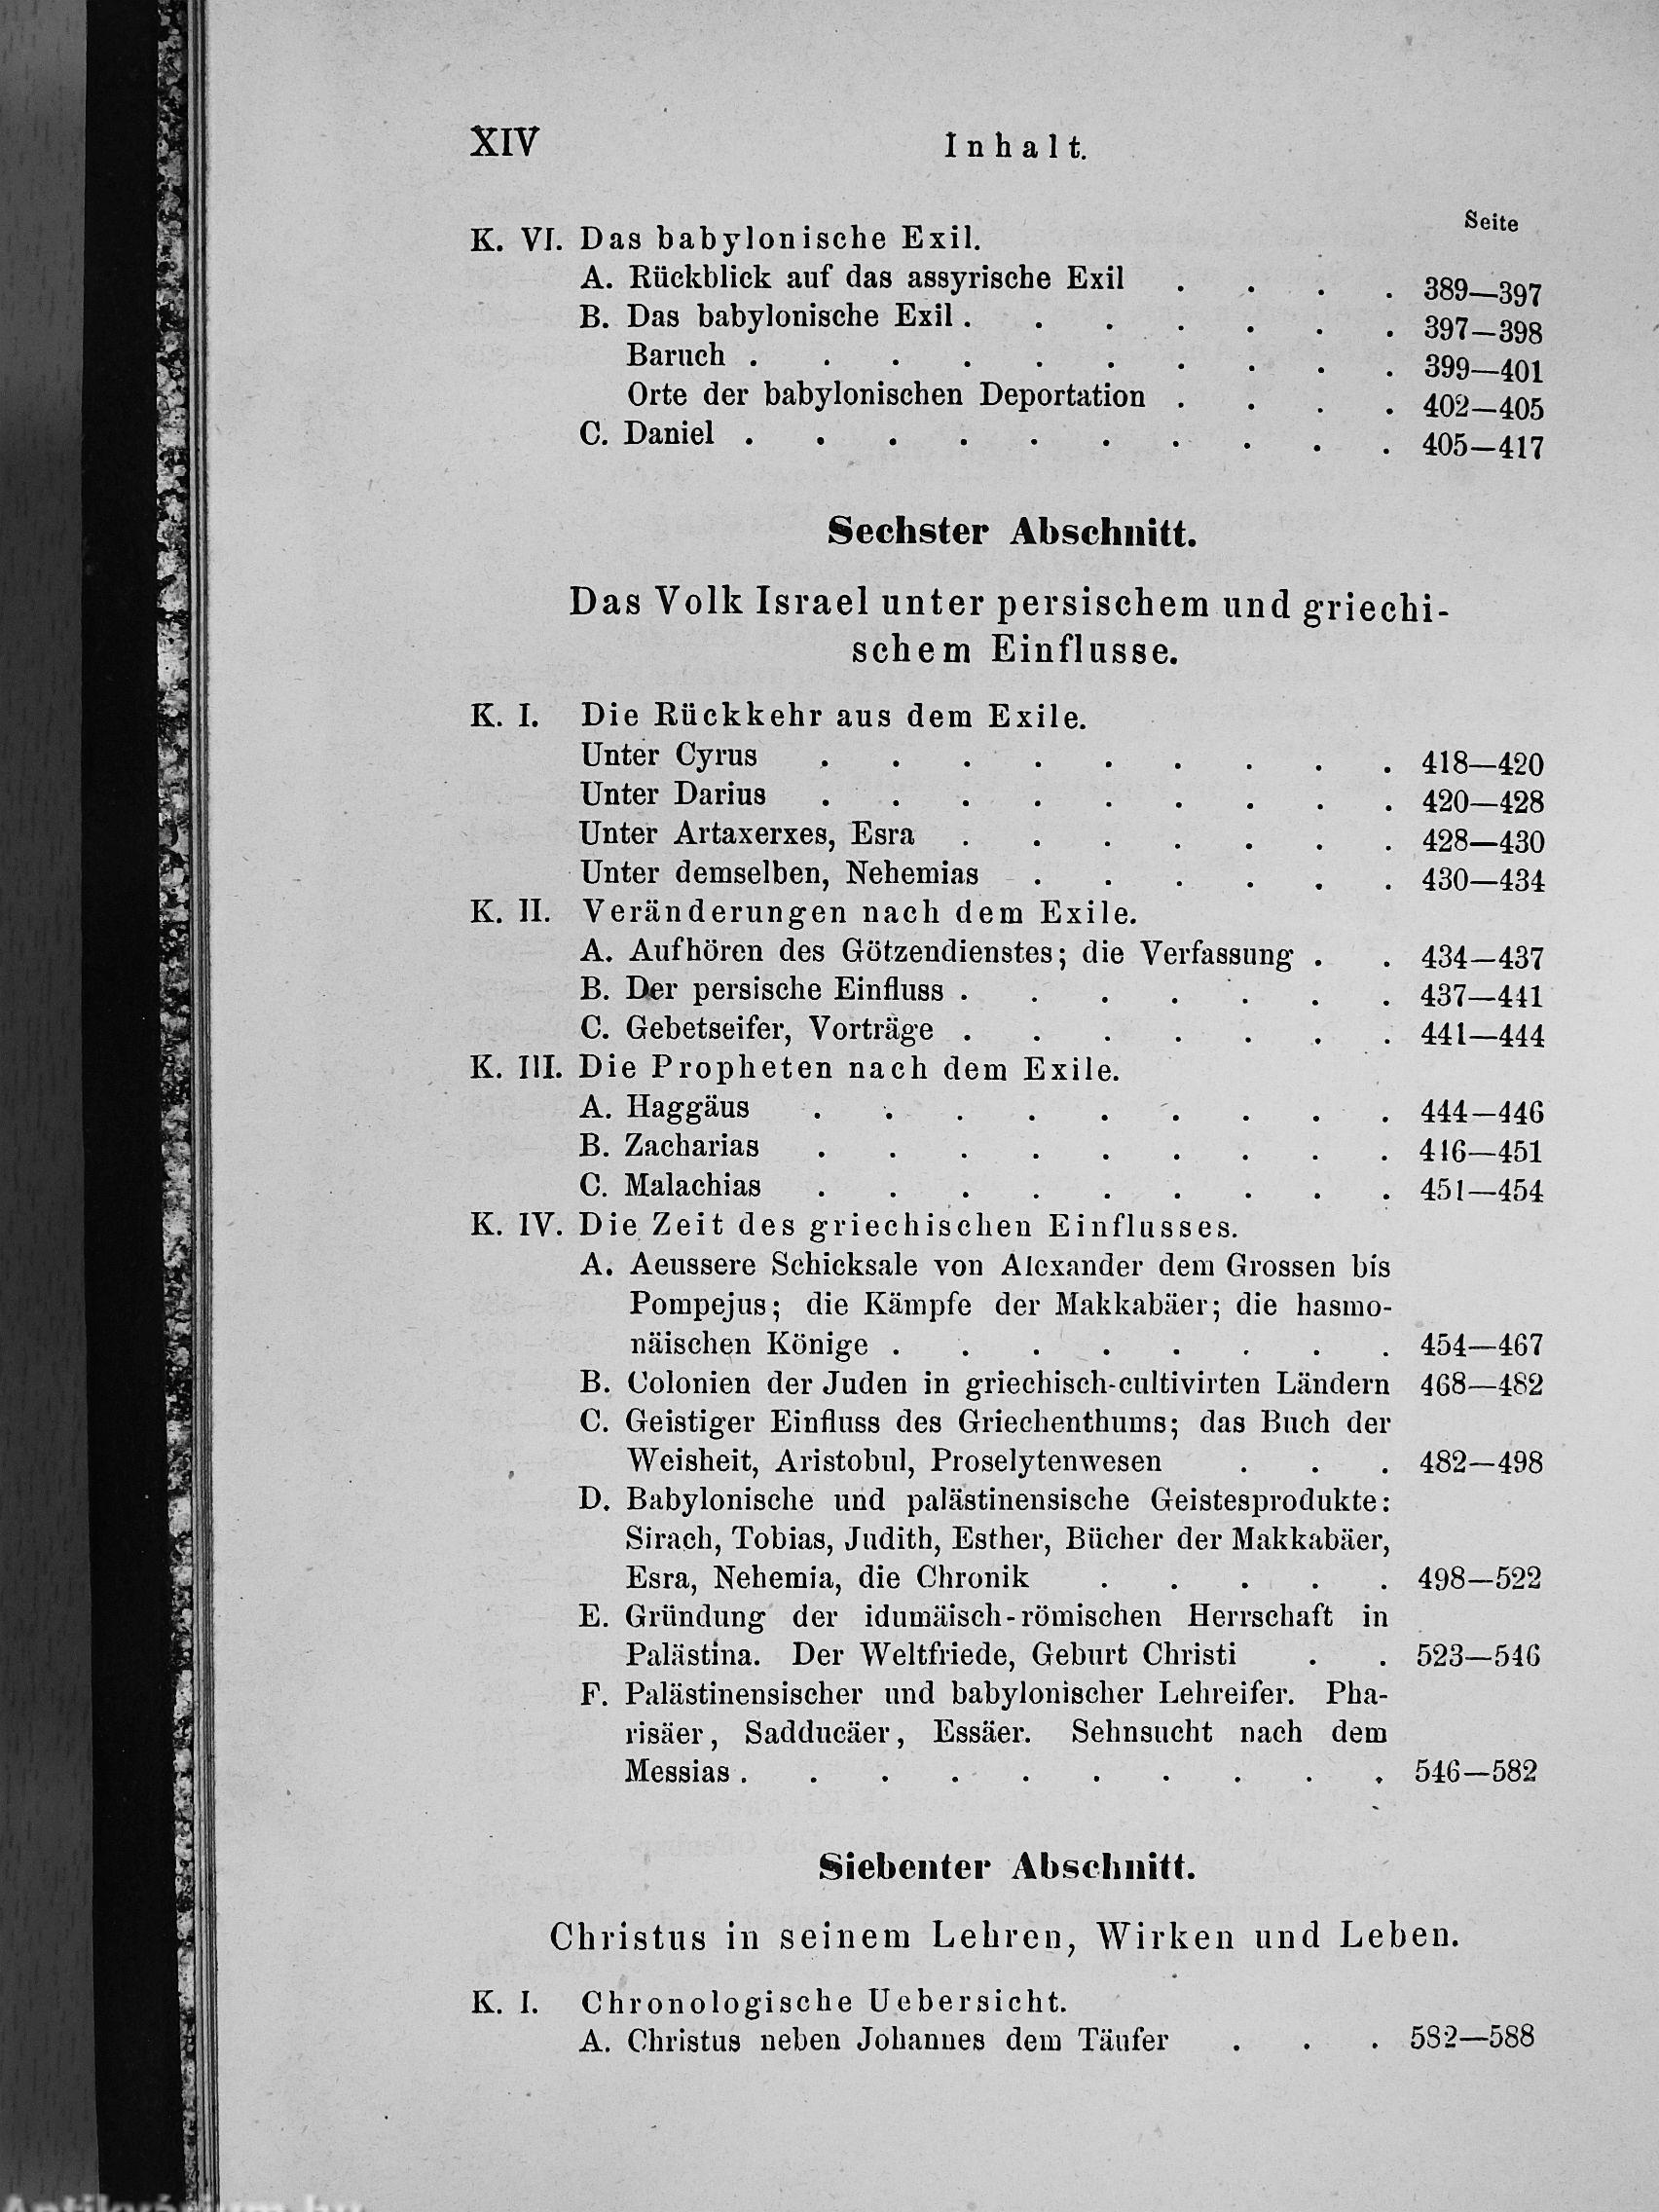 XIV Inhalt.
Seite
K. VI. Das babylonische Exil.
A. Rückblick auf das assyrische Exil . . . . 389—397
B. Das babylonische Exil . . . . . . . 397—398
Baruch . . . . . . . . . . 399—401
Orte der babylonischen Deportation . . . . 402—405
C. Daniel . . . . . . . . . . 405—417
Sechster Abschnitt.
Das Volk Israel unter persischem und griechi-
schem Einflusse.
K. I. Die Rückkehr aus dem Exile.
Unter Cyrus . . . . . . . . . 418—420
Unter Darius . . . . . . . . . 420—428
Unter Artaxerxes, Esra . . . . . . . 428—430
Unter demselben, Nehemias . . . . . . 430—434
K. II. Veränderungen nach dem Exile.
A. Aufhören des Götzendienstes; die Verfassung . . 434—437
B. Der persische Einfluss . . . . . . . 437—441
C. Gebetseifer, Vorträge . . . . . . . 441—444
K. III. Die Propheten nach dem Exile.
A. Haggäus . . . . . . . . . 444—446
B. Zacharias . . . . . . . . . 446—451
C. Malachias . . . . . . . . . 451—454
K. IV. Die Zeit des griechischen Einflusses.
A. Aeussere Schicksale von Alexander dem Grossen bis
Pompejus; die Kämpfe der Makkabäer; die hasmo-
näischen Könige . . . . . . . . 454—467
B. Colonien der Juden in griechisch-cultivirten Ländern 468—482
C. Geistiger Einfluss des Griechenthums; das Buch der
Weisheit, Aristobul, Proselytenwesen . . . 482—498
D. Babylonische und palästinensische Geistesprodukte:
Sirach, Tobias, Judith, Esther, Bücher der Makkabäer,
Esra, Nehemia, die Chronik . . . . . 498—522
E. Gründung der idumäisch-römischen Herrschaft in
Palästina. Der Weltfriede, Geburt Christi . . 523—546
F. Palästinensischer und babylonischer Lehreifer. Pha-
risäer, Sadducäer, Essäer. Sehnsucht nach dem
Messias . . . . . . . . . . 546—582
Siebenter Abschnitt.
Christus in seinem Lehren, Wirken und Leben.
K. I. Chronologische Uebersicht.
A. Christus neben Johannes dem Täufer . . . 582—588